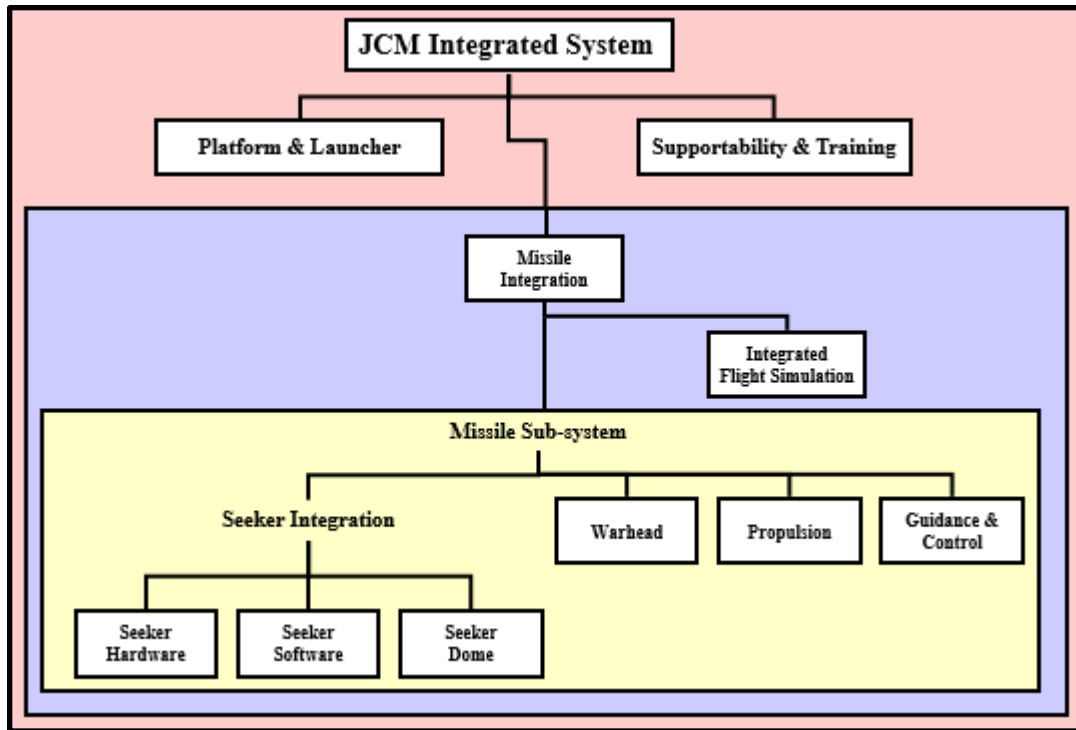 JCM Integrated System
Platform & Launcher
Supportability & Training
Missile
Integration
Integrated
Flight Simulation
Missile Sub-system
Seeker Integration
Warhead
Propulsion
Guidance &
Control
Seeker
Hardware
Seeker
Software
Seeker
Dome